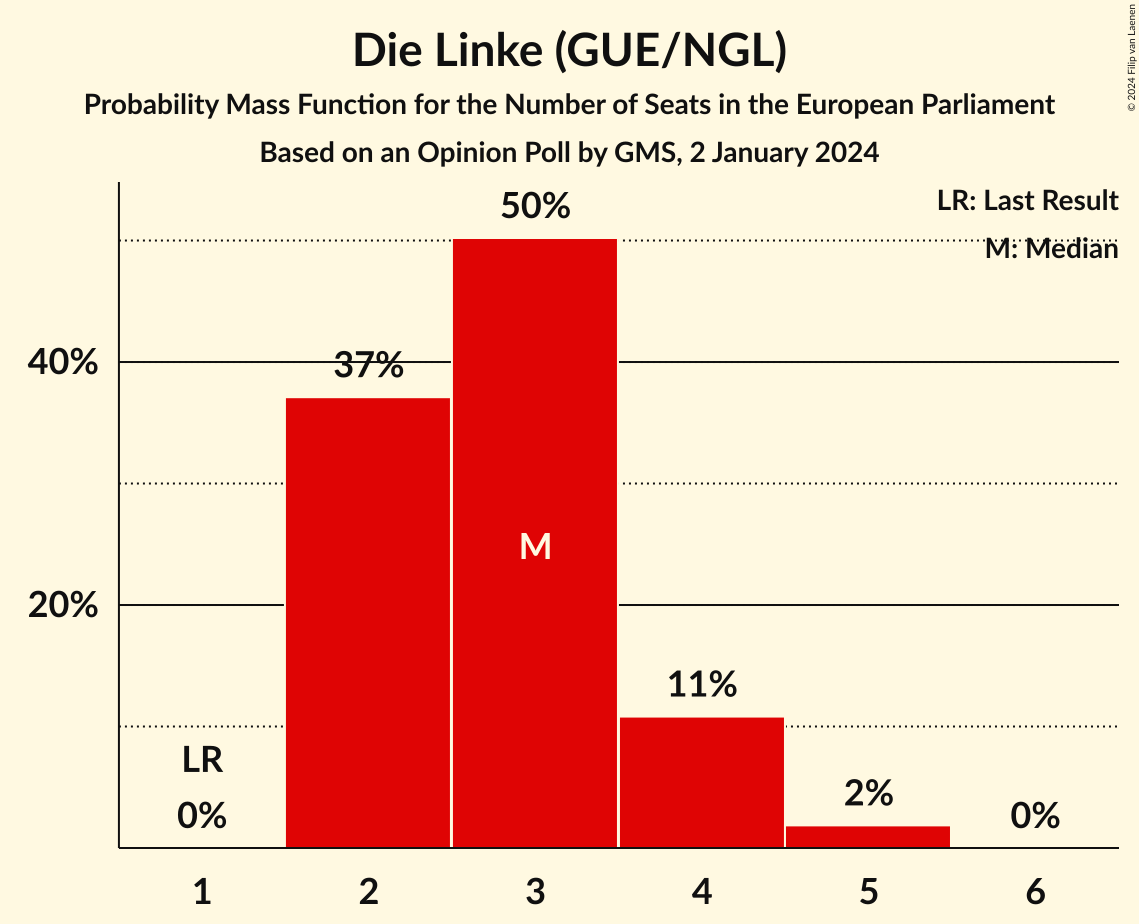 Die Linke (GUE/NGL)
Probability Mass Function for the Number of Seats in the European Parliament
Based on an Opinion Poll by GMS, 2 January 2024
© 2024 Filip van Laenen
LR: Last Result
M: Median
50%
40%
37%
M
20%
11%
LR
0%
2%
0%
1 2 3 4 5 6